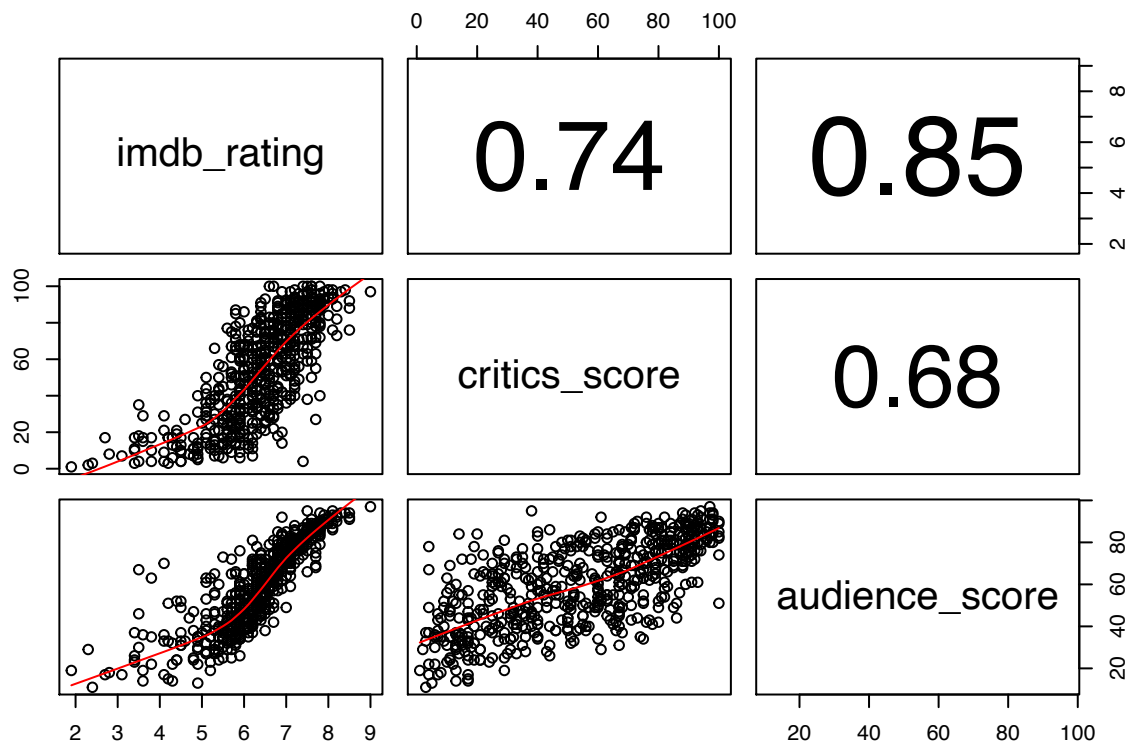 0 20 40 60 80 100
imdb_rating 0.74 0.85
2 4 6 8
0 20 60 100
critics_score 0.68
audience_score
20 40 60 80
2 3 4 5 6 7 8 9
20 40 60 80 100